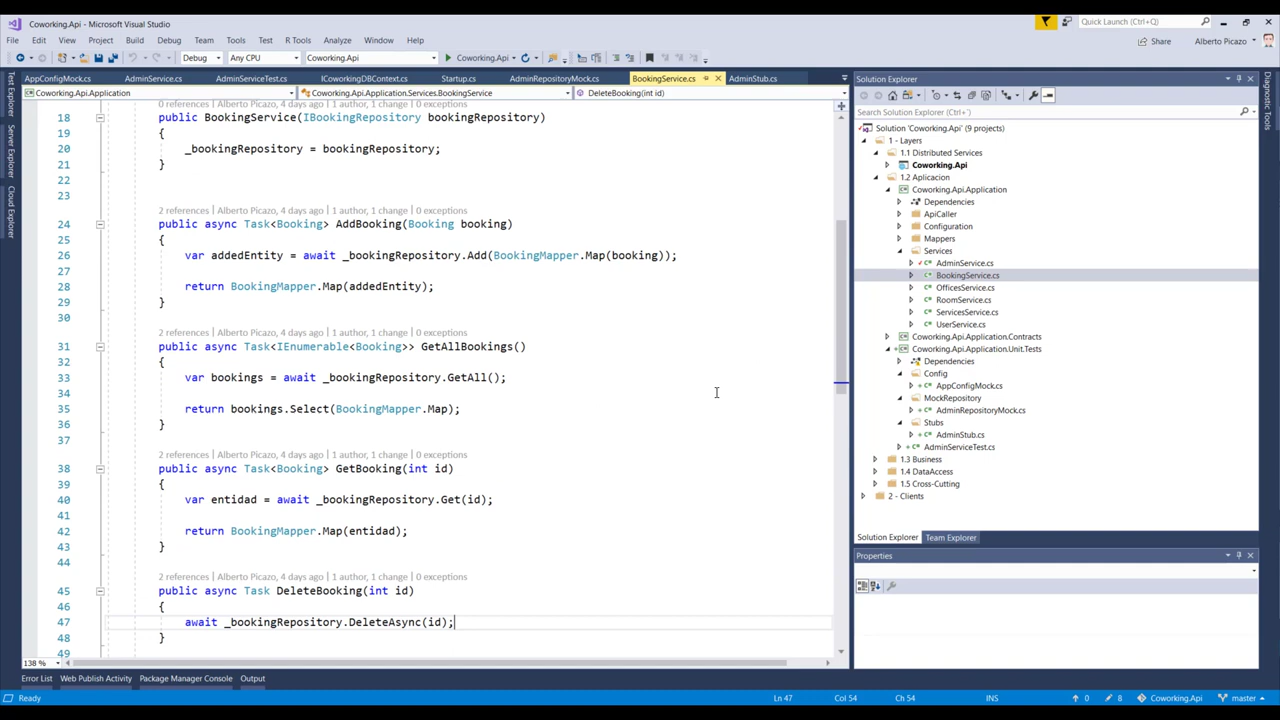 Coworking.Api - Microsoft Visual Studio
Quick Launch (Ctrl+Q)
File Edit View Project Build Debug Team Tools Test R Tools Analyze Window Help
Share Alberto Picazo
Debug Any CPU Coworking.Api Coworking.Api
AppConfigMock.cs AdminService.cs AdminServiceTest.cs ICoworkingDBContext.cs Startup.cs AdminRepositoryMock.cs BookingService.cs AdminStub.cs
Coworking.Api.Application Coworking.Api.Application.Services.BookingService DeleteBooking(int id)
Test Explorer
Server Explorer
Cloud Explorer
0 references | Alberto Picazo, 4 days ago | 1 author, 1 change | 0 exceptions
18 public BookingService(IBookingRepository bookingRepository)
19 {
20 _bookingRepository = bookingRepository;
21 }
22
23
2 references | Alberto Picazo, 4 days ago | 1 author, 1 change | 0 exceptions
24 public async Task<Booking> AddBooking(Booking booking)
25 {
26 var addedEntity = await _bookingRepository.Add(BookingMapper.Map(booking));
27
28 return BookingMapper.Map(addedEntity);
29 }
30
2 references | Alberto Picazo, 4 days ago | 1 author, 1 change | 0 exceptions
31 public async Task<IEnumerable<Booking>> GetAllBookings()
32 {
33 var bookings = await _bookingRepository.GetAll();
34
35 return bookings.Select(BookingMapper.Map);
36 }
37
2 references | Alberto Picazo, 4 days ago | 1 author, 1 change | 0 exceptions
38 public async Task<Booking> GetBooking(int id)
39 {
40 var entidad = await _bookingRepository.Get(id);
41
42 return BookingMapper.Map(entidad);
43 }
44
2 references | Alberto Picazo, 4 days ago | 1 author, 1 change | 0 exceptions
45 public async Task DeleteBooking(int id)
46 {
47 await _bookingRepository.DeleteAsync(id);
48 }
49
138 %
Solution Explorer
Search Solution Explorer (Ctrl+;)
Solution 'Coworking.Api' (9 projects)
1 - Layers
1.1 Distributed Services
Coworking.Api
1.2 Aplicacion
Coworking.Api.Application
Dependencies
ApiCaller
Configuration
Mappers
Services
AdminService.cs
BookingService.cs
OfficesService.cs
RoomService.cs
ServicesService.cs
UserService.cs
Coworking.Api.Application.Contracts
Coworking.Api.Application.Unit.Tests
Dependencies
Config
AppConfigMock.cs
MockRepository
AdminRepositoryMock.cs
Stubs
AdminStub.cs
AdminServiceTest.cs
1.3 Business
1.4 DataAccess
1.5 Cross-Cutting
2 - Clients
Solution Explorer Team Explorer
Properties
Diagnostic Tools
Error List Web Publish Activity Package Manager Console Output
Ready Ln 47 Col 54 Ch 54 INS 0 8 Coworking.Api master